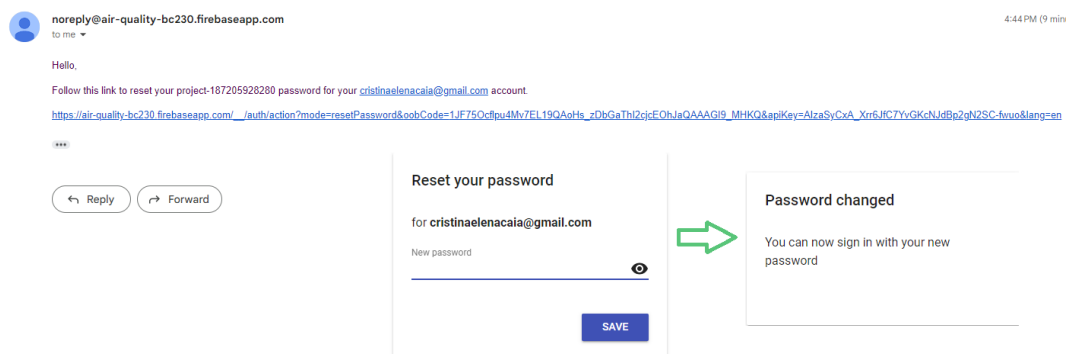 noreply@air-quality-bc230.firebaseapp.com
4:44 PM (9 min
to me
Hello,
Follow this link to reset your project-187205928280 password for your cristinaelenacaia@gmail.com account.
https://air-quality-bc230.firebaseapp.com/__/auth/action?mode=resetPassword&oobCode=1JF75Ocflpu4Mv7EL19QAoHs_zDbGaThI2cjcEOhJaQAAAGI9_MHKQ&apiKey=AIzaSyCxA_Xrr6JfC7YvGKcNJdBp2gN2SC-fwuo&lang=en
Reply
Forward
Reset your password
for cristinaelenacaia@gmail.com
New password
SAVE
Password changed
You can now sign in with your new
password